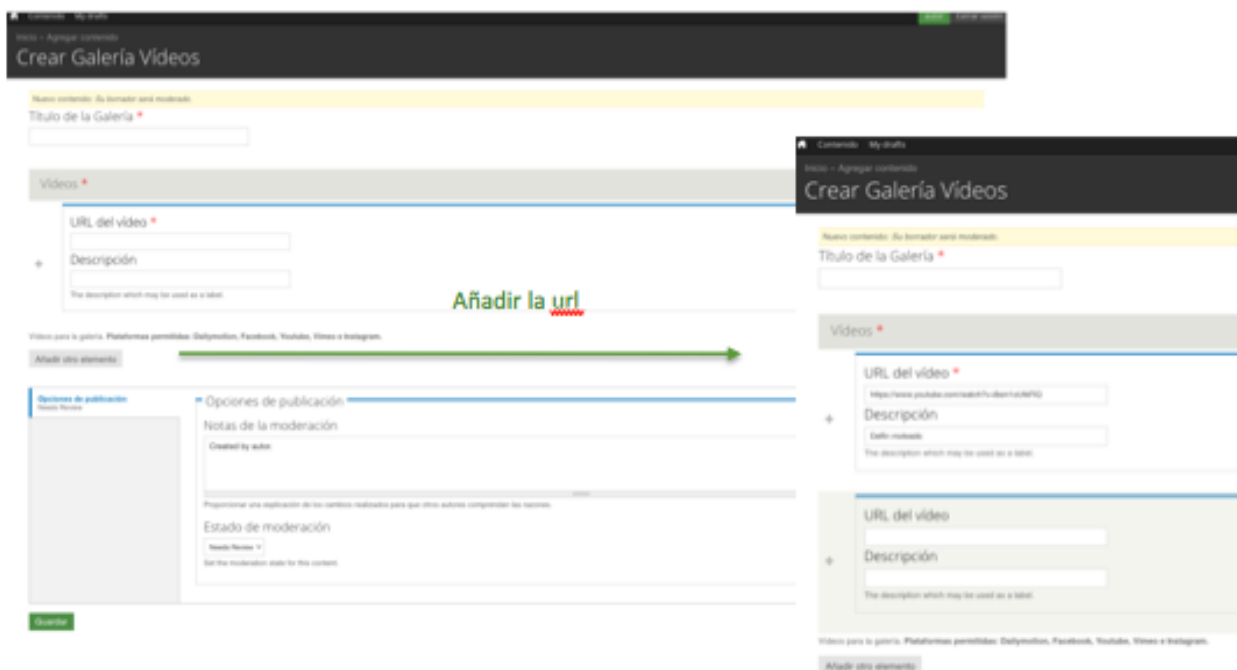 Contenido My drafts
autor Cerrar sesión
Inicio » Agregar contenido
Crear Galería Vídeos
Nuevo contenido: Su borrador será moderado.
Título de la Galería *
Vídeos *
URL del vídeo *
Descripción
The description which may be used as a label.
Vídeos para la galería. Plataformas permitidas: Dailymotion, Facebook, Youtube, Vimeo e Instagram.
Añadir otro elemento
Opciones de publicación
Needs Review
Opciones de publicación
Notas de la moderación
Created by autor.
Proporcionar una explicación de los cambios realizados para que otros autores comprendan las razones.
Estado de moderación
Needs Review
Set the moderation state for this content.
Guardar
Añadir la url
Contenido My drafts
Inicio » Agregar contenido
Crear Galería Vídeos
Nuevo contenido: Su borrador será moderado.
Título de la Galería *
Vídeos *
URL del vídeo *
Descripción
Delfín moteado
The description which may be used as a label.
URL del vídeo
Descripción
The description which may be used as a label.
Vídeos para la galería. Plataformas permitidas: Dailymotion, Facebook, Youtube, Vimeo e Instagram.
Añadir otro elemento